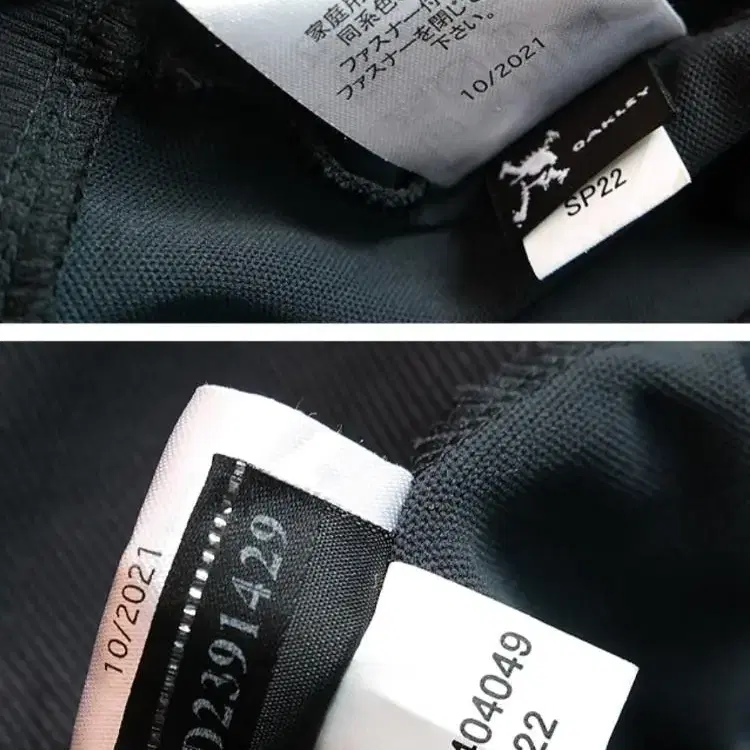 家庭用
同系色
ファスナー付
ファスナーを閉じ
下さい。
10/2021
OAKLEY
SP22
10/2021
D2391429
404049
22